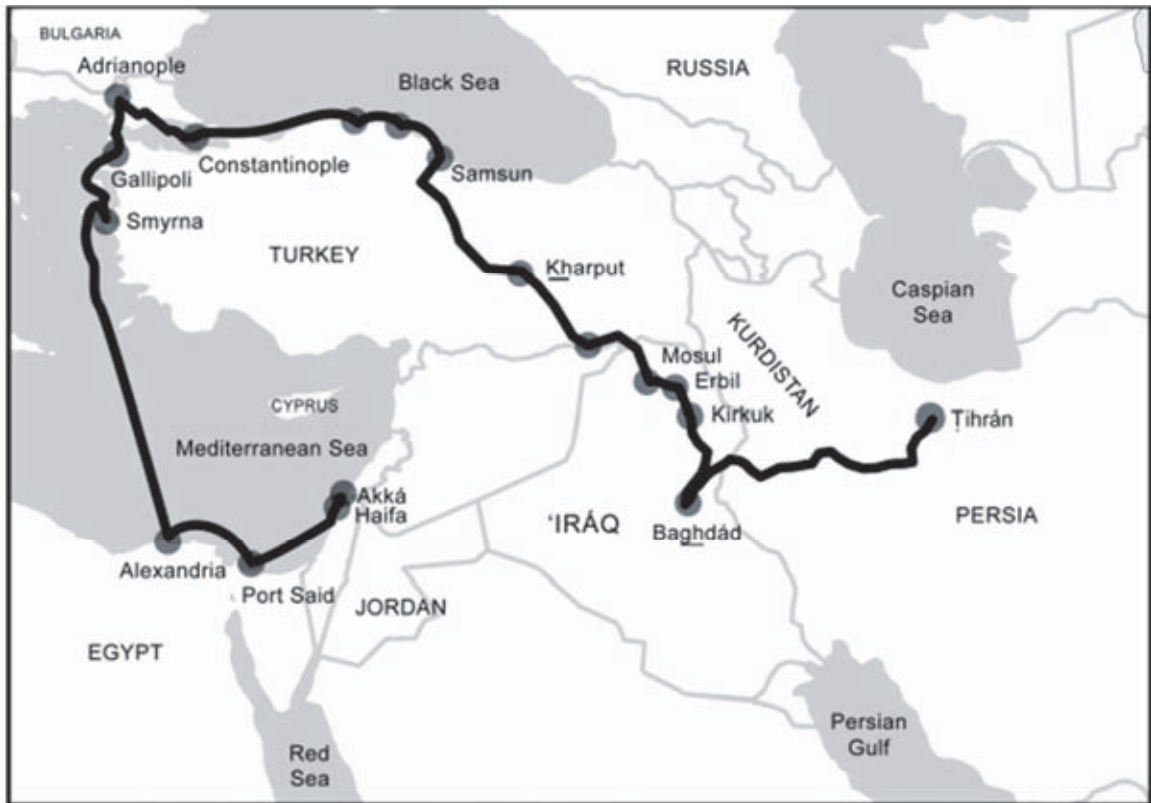 BULGARIA
Adrianople
Black Sea
RUSSIA
Constantinople
Gallipoli
Samsun
Smyrna
TURKEY
Kharput
Caspian
Sea
KURDISTAN
Mosul
Erbil
Kirkuk
Ṭihrán
CYPRUS
Mediterranean Sea
Akká
Haifa
'IRÁQ
PERSIA
Baghdád
Alexandria
Port Said
JORDAN
EGYPT
Persian
Gulf
Red
Sea